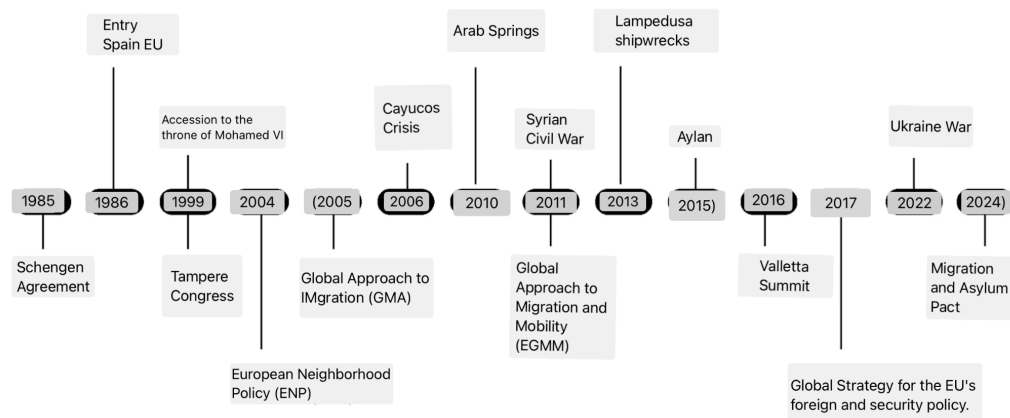 Entry
Spain EU
Arab Springs
Lampedusa
shipwrecks
Accession to the
throne of Mohamed VI
Cayucos
Crisis
Syrian
Civil War
Aylan
Ukraine War
1985
1986
1999
2004
(2005
2006
2010
2011
2013
2015)
2016
2017
2022
2024)
Schengen
Agreement
Tampere
Congress
Global Approach to
IMgration (GMA)
Global
Approach to
Migration and
Mobility
(EGMM)
Valletta
Summit
Migration
and Asylum
Pact
European Neighborhood
Policy (ENP)
Global Strategy for the EU's
foreign and security policy.